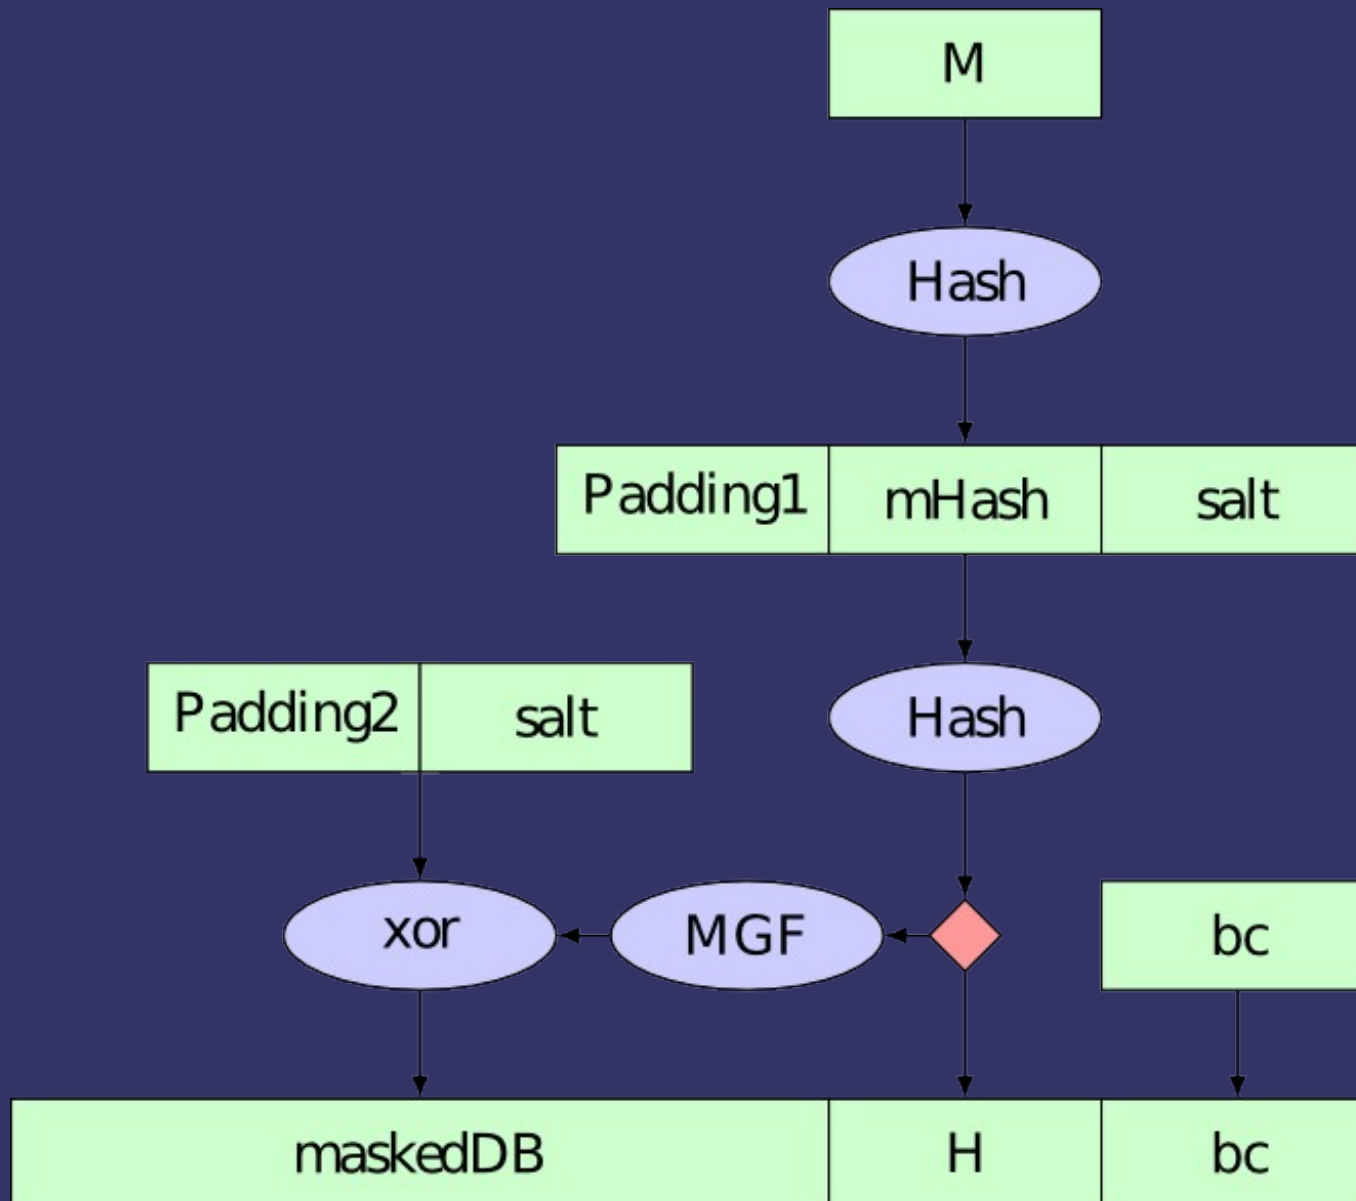 M
Hash
Padding1 mHash salt
Hash
Padding2 salt
xor MGF bc
maskedDB H bc